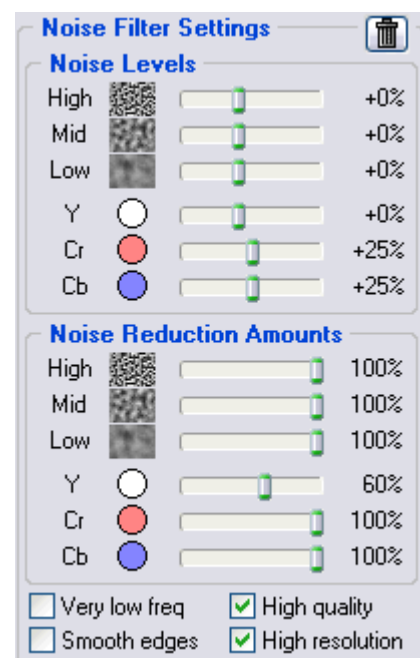 Noise Filter Settings
Noise Levels
High +0%
Mid +0%
Low +0%
Y +0%
Cr +25%
Cb +25%
Noise Reduction Amounts
High 100%
Mid 100%
Low 100%
Y 60%
Cr 100%
Cb 100%
Very low freq High quality
Smooth edges High resolution